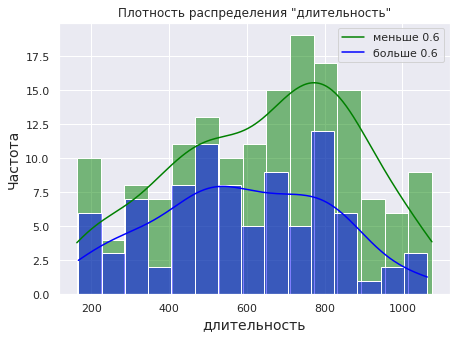 Плотность распределения "длительность"
меньше 0.6
больше 0.6
Частота
17.5
15.0
12.5
10.0
7.5
5.0
2.5
0.0
200 400 600 800 1000
длительность